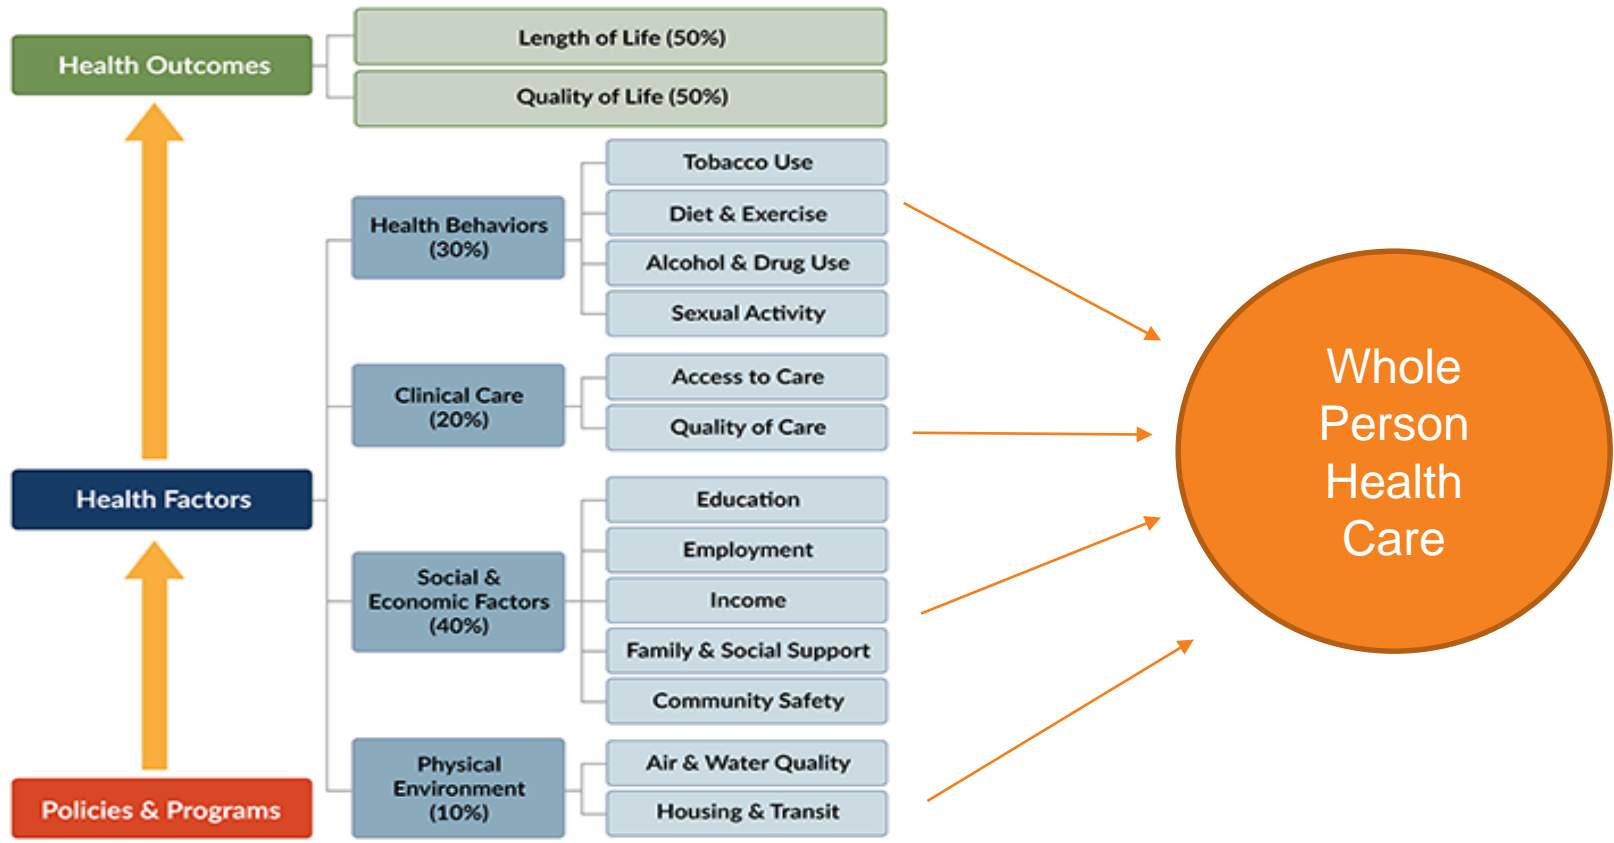 Health Outcomes
Length of Life (50%)
Quality of Life (50%)
Health Factors
Policies & Programs
Health Behaviors
(30%)
Tobacco Use
Diet & Exercise
Alcohol & Drug Use
Sexual Activity
Clinical Care
(20%)
Access to Care
Quality of Care
Social &
Economic Factors
(40%)
Education
Employment
Income
Family & Social Support
Community Safety
Physical
Environment
(10%)
Air & Water Quality
Housing & Transit
Whole
Person
Health
Care